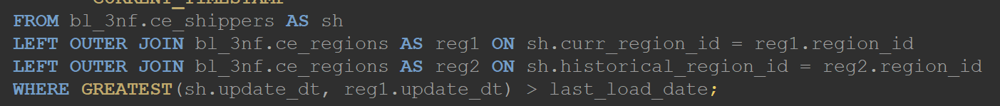 CURRENT_TIMESTAMP
FROM bl_3nf.ce_shippers AS sh
LEFT OUTER JOIN bl_3nf.ce_regions AS reg1 ON sh.curr_region_id = reg1.region_id
LEFT OUTER JOIN bl_3nf.ce_regions AS reg2 ON sh.historical_region_id = reg2.region_id
WHERE GREATEST(sh.update_dt, reg1.update_dt) > last_load_date;